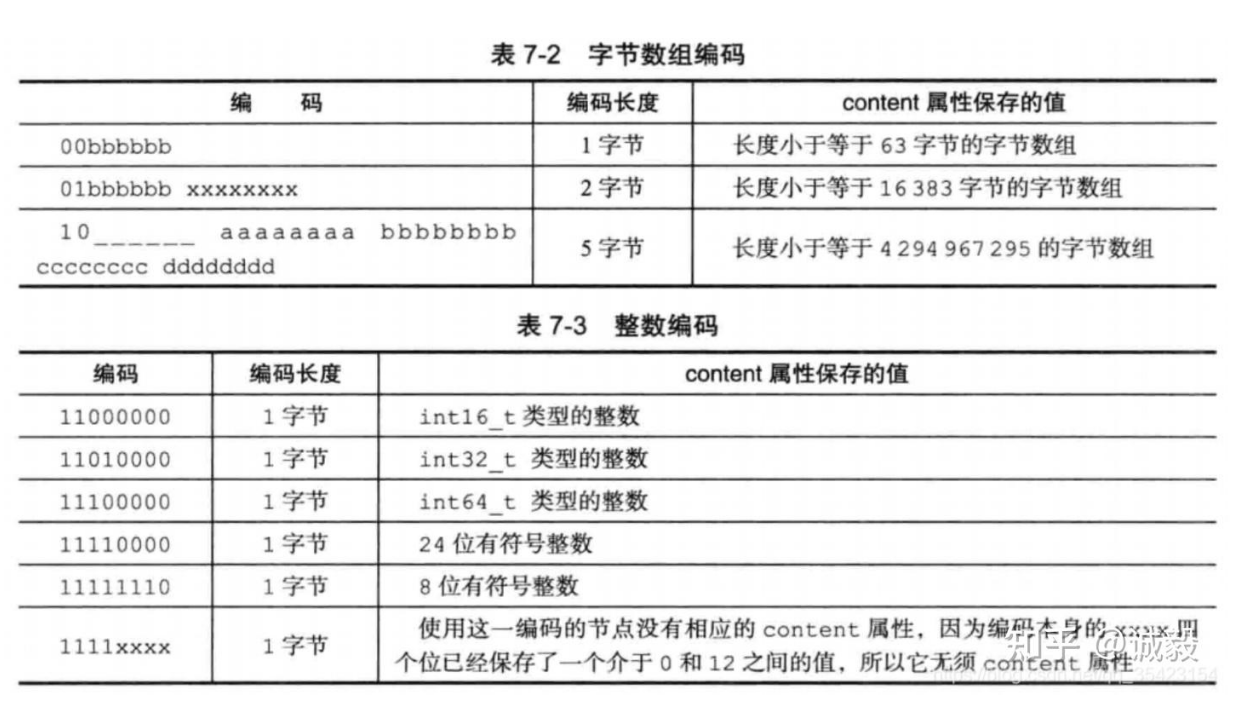 表 7-2 字节数组编码
编 码 编码长度 content 属性保存的值
00bbbbbb 1 字节 长度小于等于 63 字节的字节数组
01bbbbbb xxxxxxxx 2 字节 长度小于等于 16 383 字节的字节数组
10______ aaaaaaaa bbbbbbbb
cccccccc dddddddd 5 字节 长度小于等于 4 294 967 295 的字节数组
表 7-3 整数编码
编码 编码长度 content 属性保存的值
11000000 1 字节 int16_t 类型的整数
11010000 1 字节 int32_t 类型的整数
11100000 1 字节 int64_t 类型的整数
11110000 1 字节 24 位有符号整数
11111110 1 字节 8 位有符号整数
1111xxxx 1 字节 使用这一编码的节点没有相应的 content 属性，因为编码本身的 xxxx 四
个位已经保存了一个介于 0 和 12 之间的值，所以它无须 content 属性
知乎 @诚毅